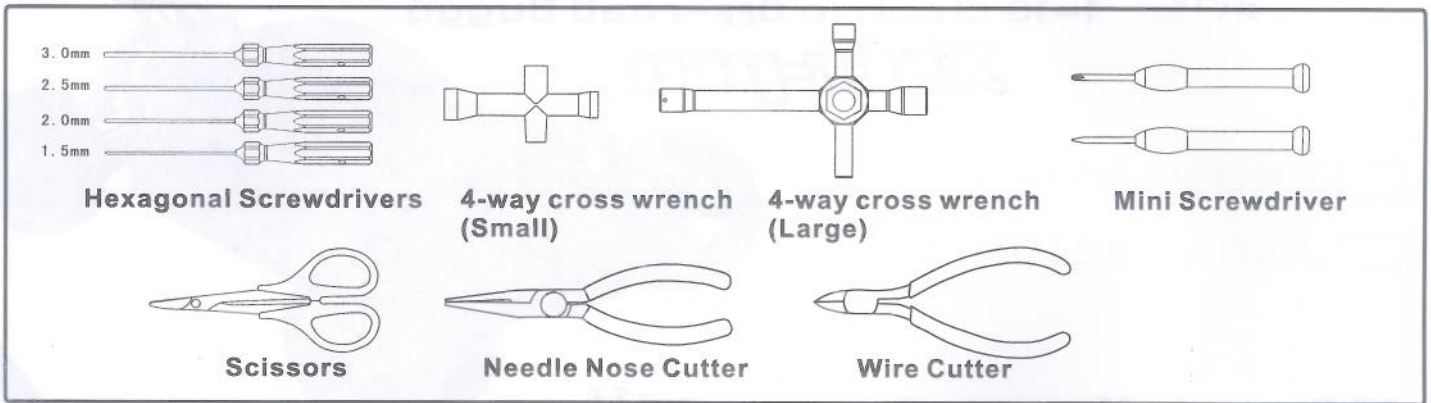 3.0mm
2.5mm
2.0mm
1.5mm
Hexagonal Screwdrivers
4-way cross wrench
(Small)
4-way cross wrench
(Large)
Mini Screwdriver
Scissors
Needle Nose Cutter
Wire Cutter